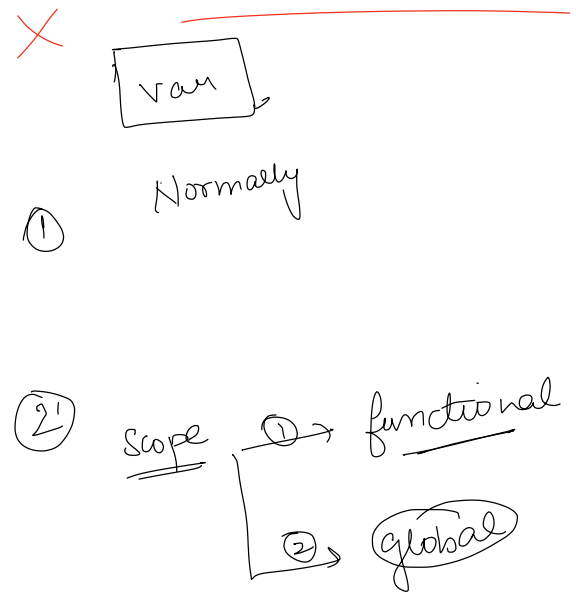 var
Normally
1
2
scope 1 → functional
2 → global